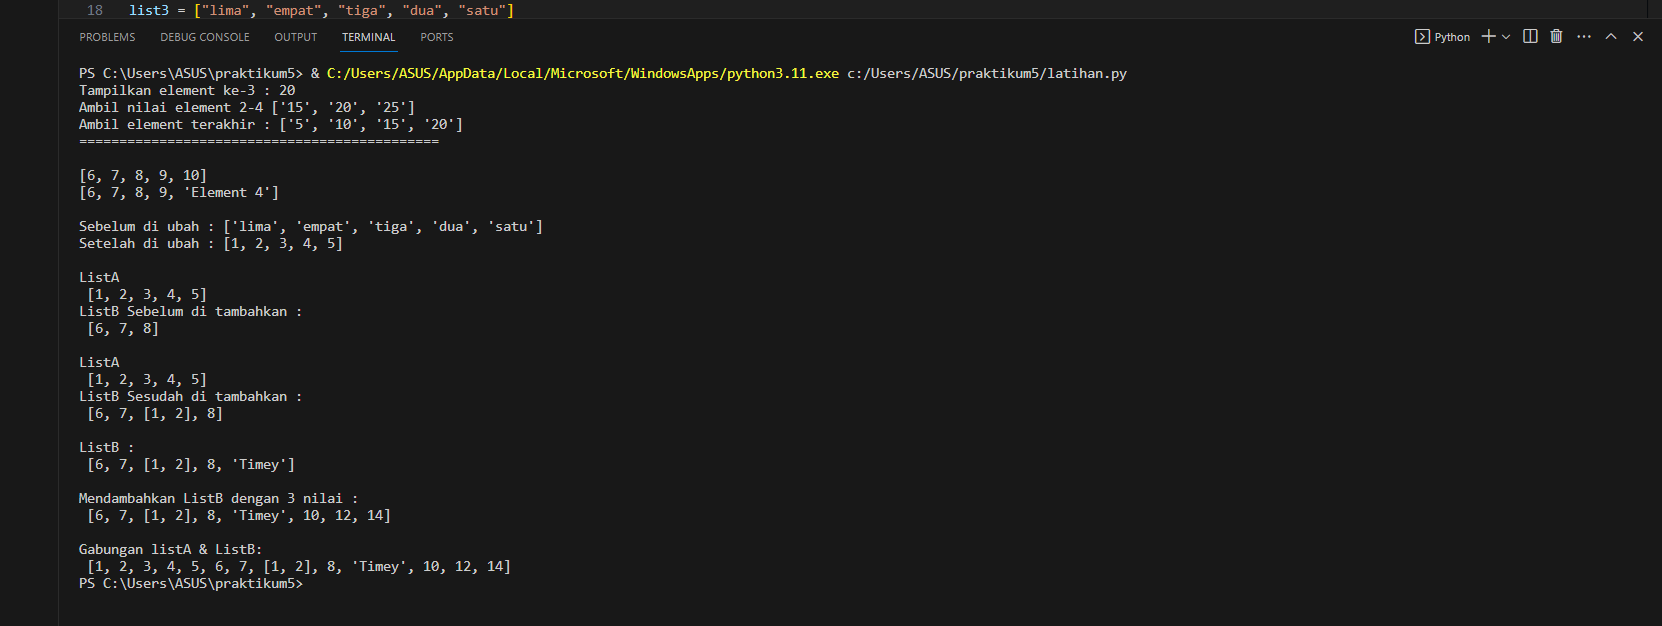 18 list3 = ["lima", "empat", "tiga", "dua", "satu"]
PROBLEMS DEBUG CONSOLE OUTPUT TERMINAL PORTS Python
PS C:\Users\ASUS\praktikum5> & C:/Users/ASUS/AppData/Local/Microsoft/WindowsApps/python3.11.exe c:/Users/ASUS/praktikum5/latihan.py
Tampilkan element ke-3 : 20
Ambil nilai element 2-4 ['15', '20', '25']
Ambil element terakhir : ['5', '10', '15', '20']
=============================================
[6, 7, 8, 9, 10]
[6, 7, 8, 9, 'Element 4']
Sebelum di ubah : ['lima', 'empat', 'tiga', 'dua', 'satu']
Setelah di ubah : [1, 2, 3, 4, 5]
ListA
[1, 2, 3, 4, 5]
ListB Sebelum di tambahkan :
[6, 7, 8]
ListA
[1, 2, 3, 4, 5]
ListB Sesudah di tambahkan :
[6, 7, [1, 2], 8]
ListB :
[6, 7, [1, 2], 8, 'Timey']
Mendambahkan ListB dengan 3 nilai :
[6, 7, [1, 2], 8, 'Timey', 10, 12, 14]
Gabungan listA & ListB:
[1, 2, 3, 4, 5, 6, 7, [1, 2], 8, 'Timey', 10, 12, 14]
PS C:\Users\ASUS\praktikum5>